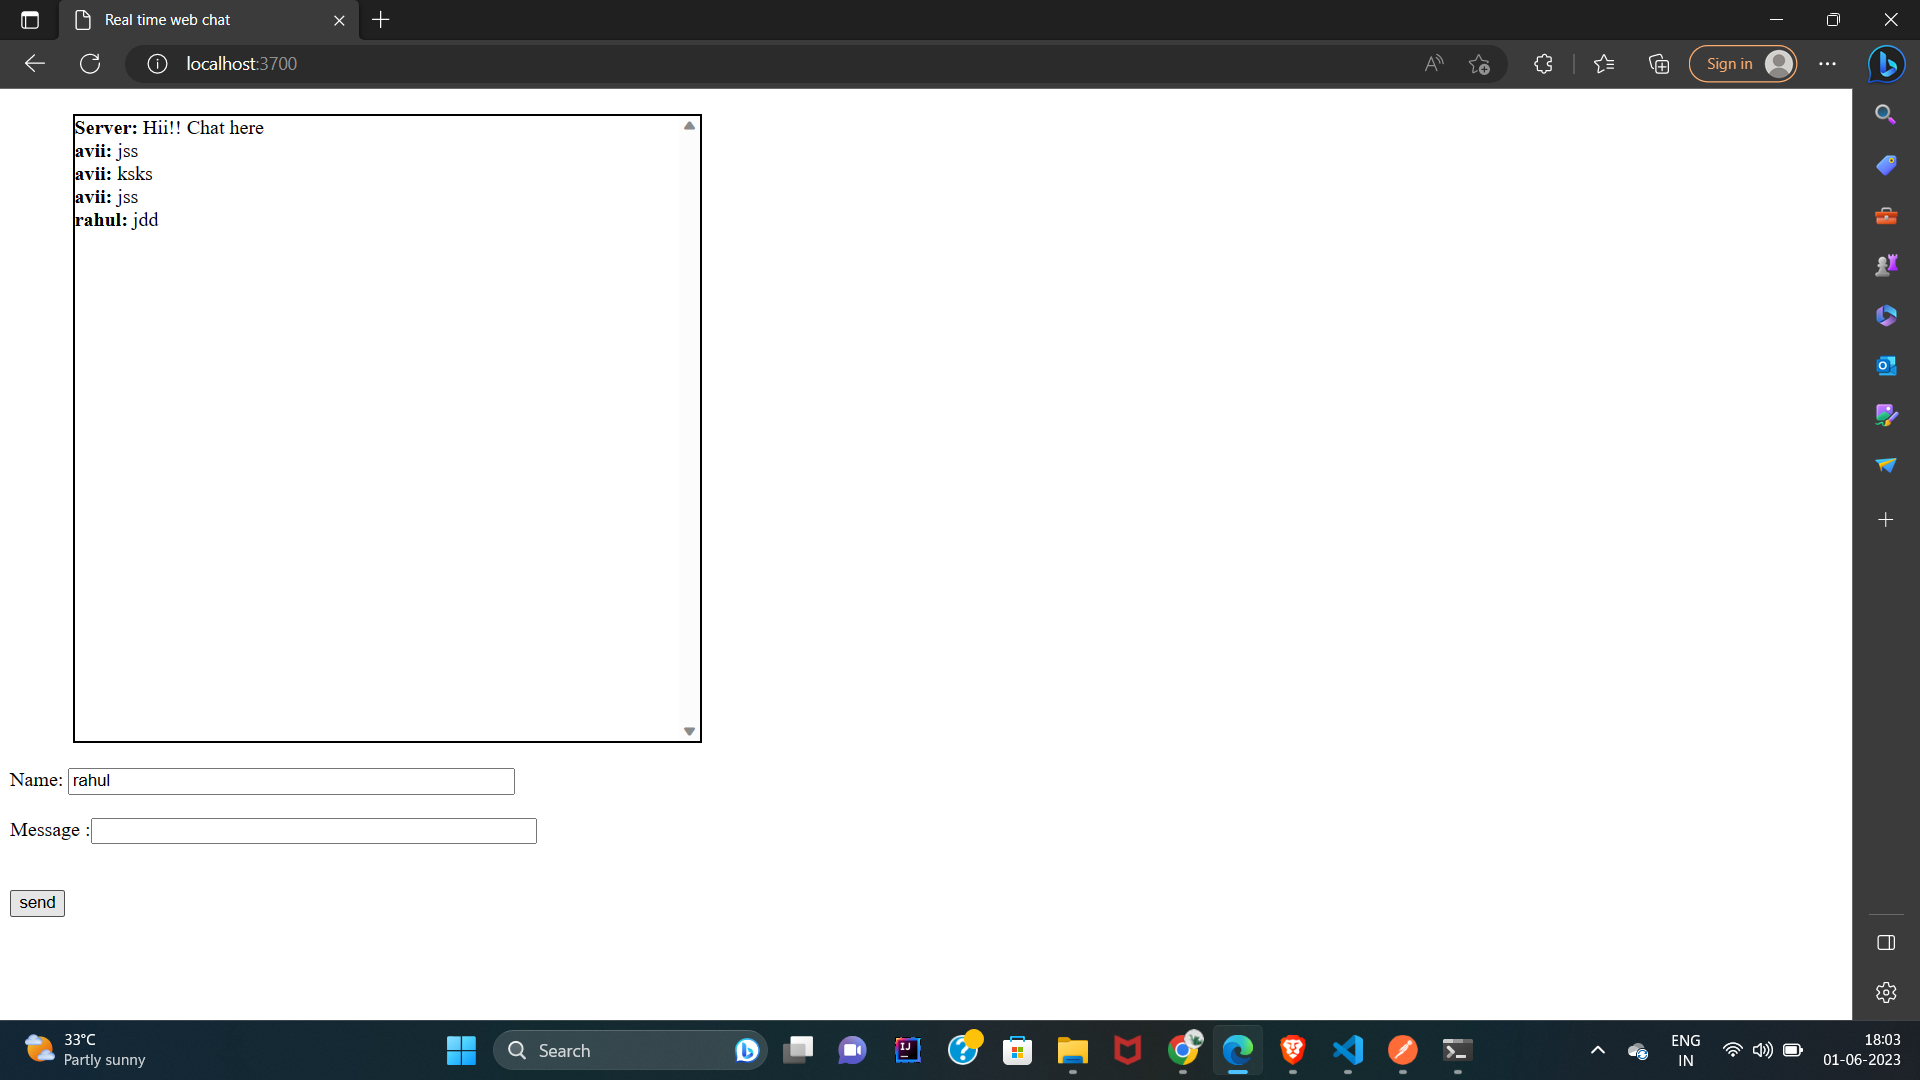 Real time web chat
localhost:3700
Sign in
Server: Hii!! Chat here
avii: jss
avii: ksks
avii: jss
rahul: jdd
Name: rahul
Message :
send
33°C
Partly sunny
Search
ENG
IN
18:03
01-06-2023